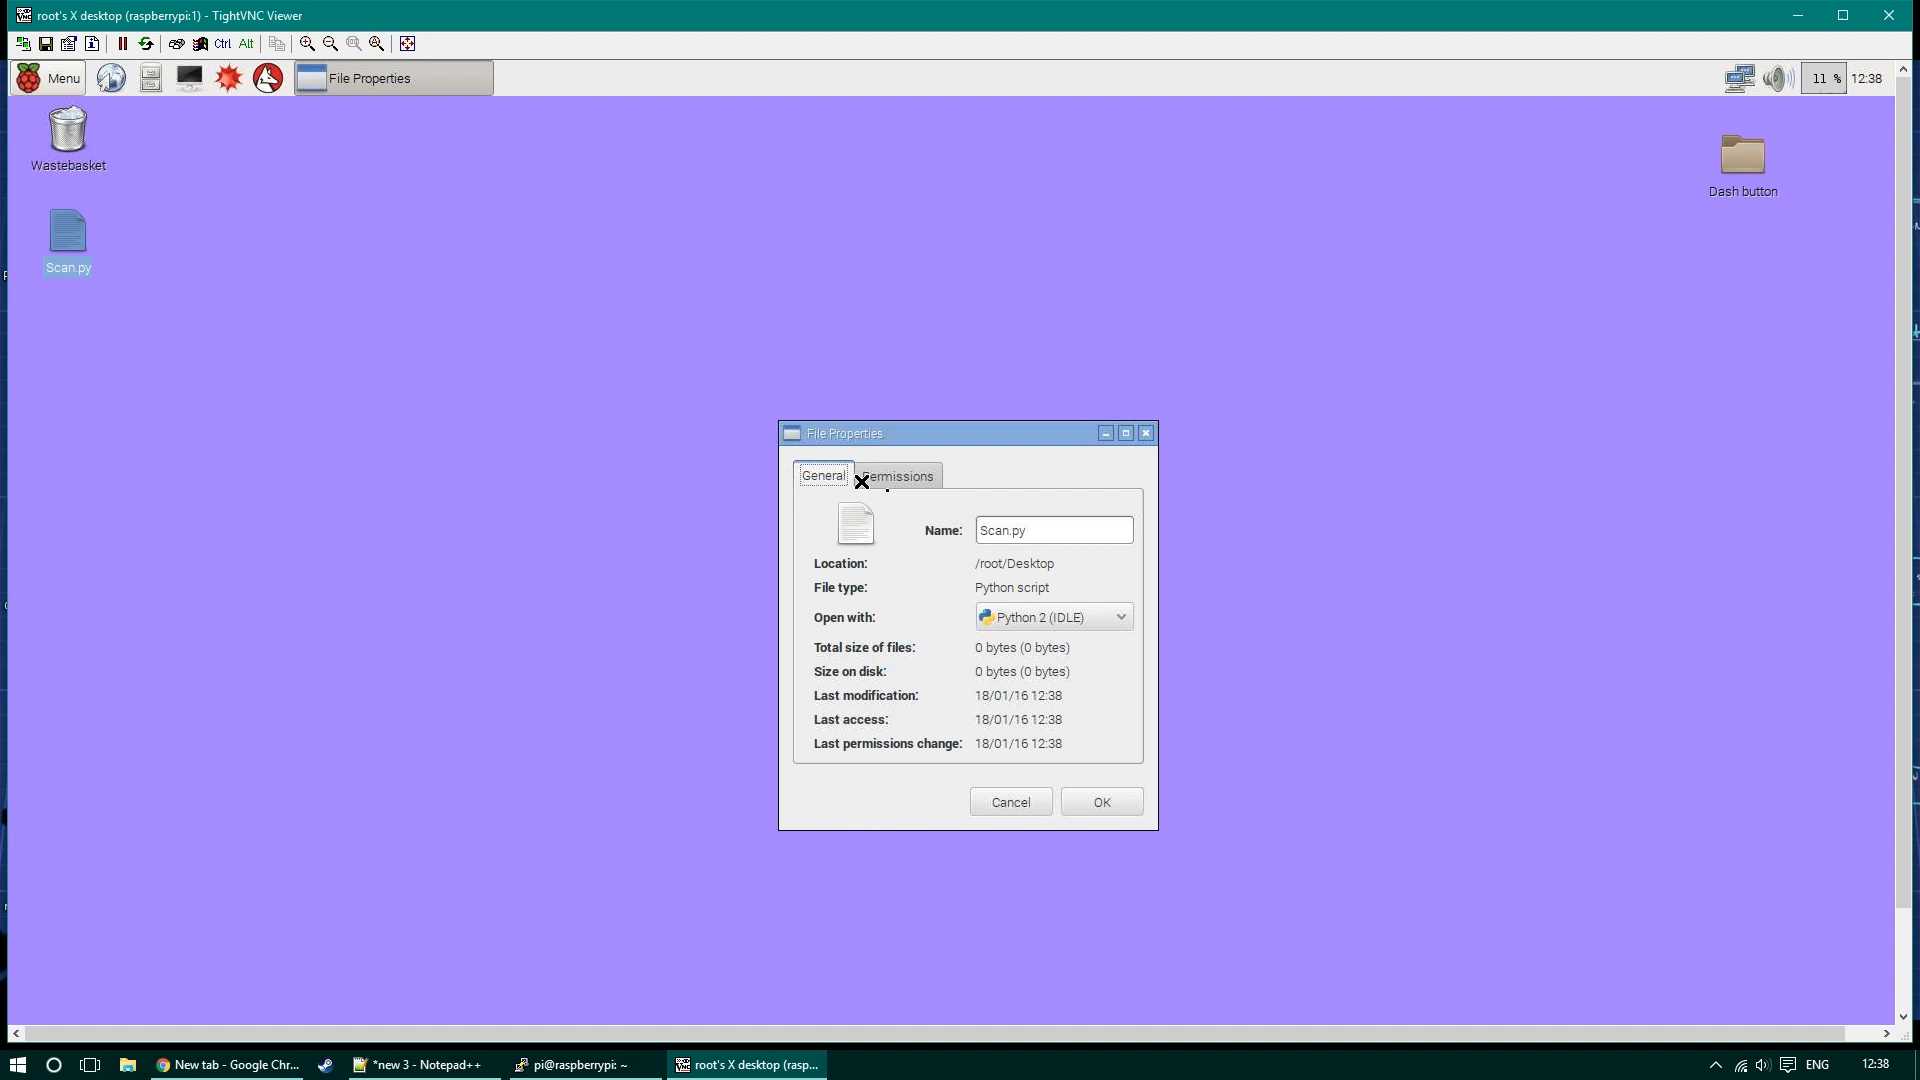 root's X desktop (raspberrypi:1) - TightVNC Viewer
Ctrl Alt
Menu
File Properties
11 %
12:38
Wastebasket
Dash button
Scan.py
File Properties
General
Permissions
Name: Scan.py
Location: /root/Desktop
File type: Python script
Open with: Python 2 (IDLE)
Total size of files: 0 bytes (0 bytes)
Size on disk: 0 bytes (0 bytes)
Last modification: 18/01/16 12:38
Last access: 18/01/16 12:38
Last permissions change: 18/01/16 12:38
Cancel
OK
New tab - Google Chr...
*new 3 - Notepad++
pi@raspberrypi: ~
root's X desktop (rasp...
ENG
12:38